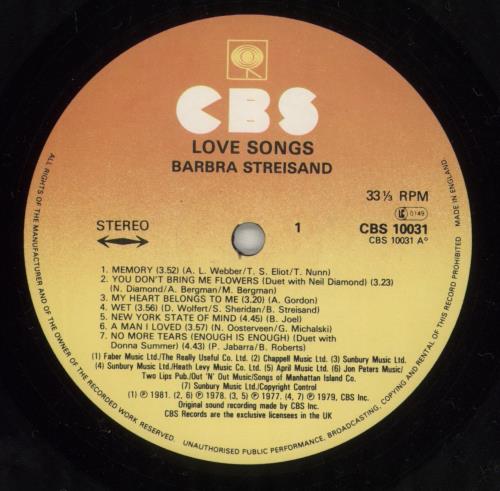 CBS
LOVE SONGS
BARBRA STREISAND
33⅓ RPM
STEREO
1
LC 0149
CBS 10031
CBS 10031 A°
1. MEMORY (3.52) (A. L. Webber/T. S. Eliot/T. Nunn)
2. YOU DON'T BRING ME FLOWERS (Duet with Neil Diamond) (3.23)
(N. Diamond/A. Bergman/M. Bergman)
3. MY HEART BELONGS TO ME (3.20) (A. Gordon)
4. WET (3.56) (D. Wolfert/S. Sheridan/B. Streisand)
5. NEW YORK STATE OF MIND (4.45) (B. Joel)
6. A MAN I LOVED (3.57) (N. Oosterveen/G. Michalski)
7. NO MORE TEARS (ENOUGH IS ENOUGH) (Duet with
Donna Summer) (4.43) (P. Jabarra/B. Roberts)
(1) Faber Music Ltd./The Really Useful Co. Ltd. (2) Chappell Music Ltd. (3) Sunbury Music Ltd.
(4) Sunbury Music Ltd./Heath Levy Music Co. Ltd. (5) April Music Ltd. (6) Jon Peters Music/
Two Lips Pub./Out 'N' Out Music/Songs of Manhattan Island Co.
(7) Sunbury Music Ltd./Copyright Control
(1) ℗ 1981. (2, 6) ℗ 1978. (3, 5) ℗ 1977. (4, 7) ℗ 1979, CBS Inc.
Original sound recording made by CBS Inc.
CBS Records are the exclusive licensees in the UK
ALL RIGHTS OF THE MANUFACTURER AND OF THE OWNER OF THE RECORDED WORK RESERVED. UNAUTHORISED PUBLIC PERFORMANCE, BROADCASTING, COPYING AND RENTAL OF THIS RECORD PROHIBITED MADE IN ENGLAND